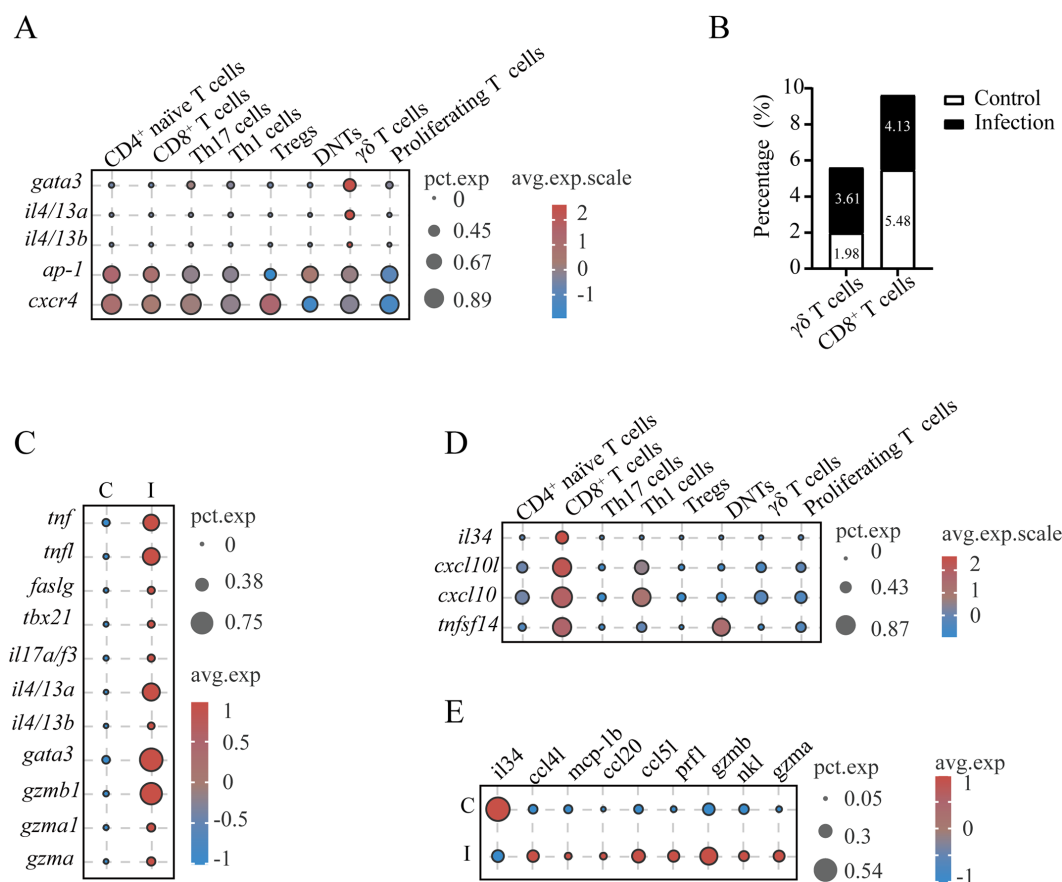 A
CD4⁺ naïve T cells
CD8⁺ T cells
Th17 cells
Th1 cells
Tregs
DNTs
γδ T cells
Proliferating T cells
gata3
il4/13a
il4/13b
ap-1
cxcr4
pct.exp
0
0.45
0.67
0.89
avg.exp.scale
2
1
0
-1
B
Percentage (%)
10
8
6
4
2
0
3.61
1.98
4.13
5.48
γδ T cells
CD8⁺ T cells
Control
Infection
C
C I
tnf
tnfl
faslg
tbx21
il17a/f3
il4/13a
il4/13b
gata3
gzmb1
gzma1
gzma
pct.exp
0
0.38
0.75
avg.exp
1
0.5
0
-0.5
-1
D
CD4⁺ naïve T cells
CD8⁺ T cells
Th17 cells
Th1 cells
Tregs
DNTs
γδ T cells
Proliferating T cells
il34
cxcl10l
cxcl10
tnfsf14
pct.exp
0
0.43
0.87
avg.exp.scale
2
1
0
E
il34
ccl4l
mcp-1b
ccl20
ccl5l
prf1
gzmb
nkl
gzma
C
I
pct.exp
0.05
0.3
0.54
avg.exp
1
0
-1